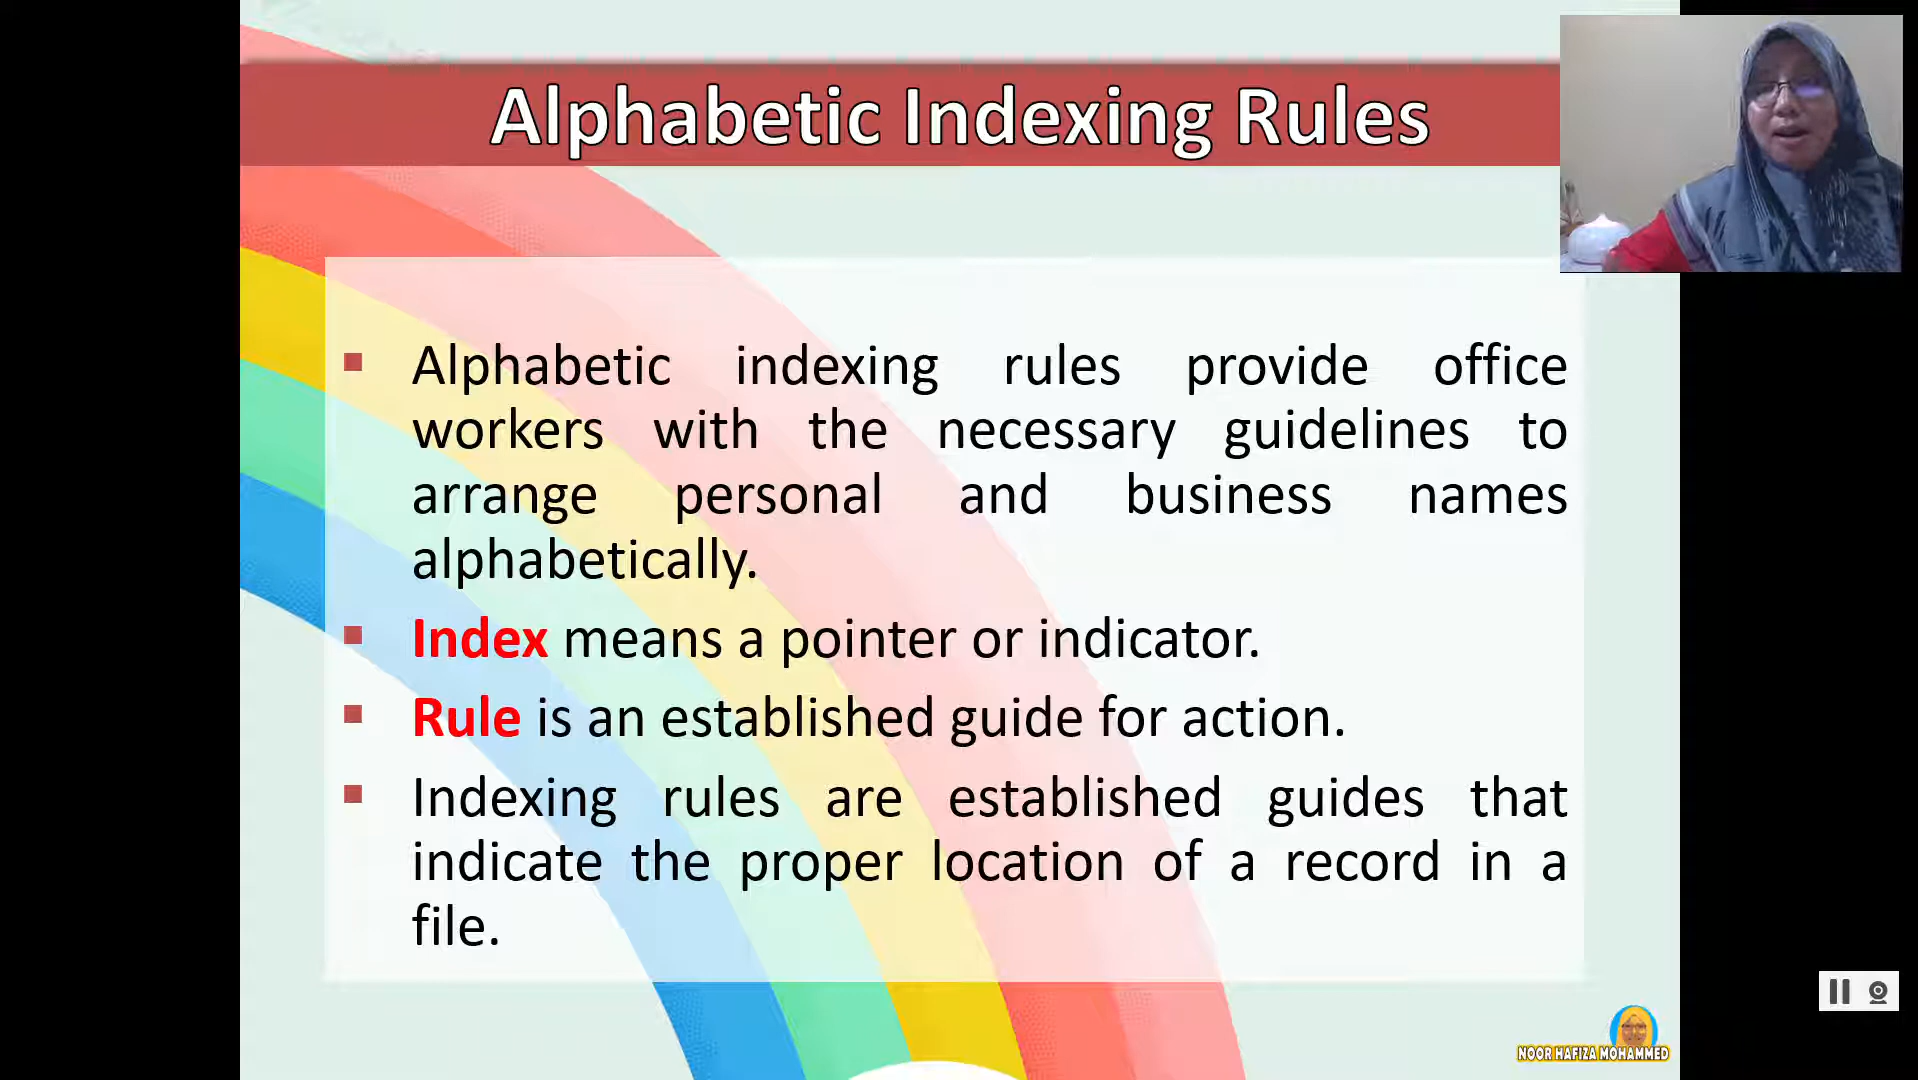 Alphabetic Indexing Rules
Alphabetic indexing rules provide office
workers with the necessary guidelines to
arrange personal and business names
alphabetically.
Index means a pointer or indicator.
Rule is an established guide for action.
Indexing rules are established guides that
indicate the proper location of a record in a
file.
NOOR HAFIZA MOHAMMED